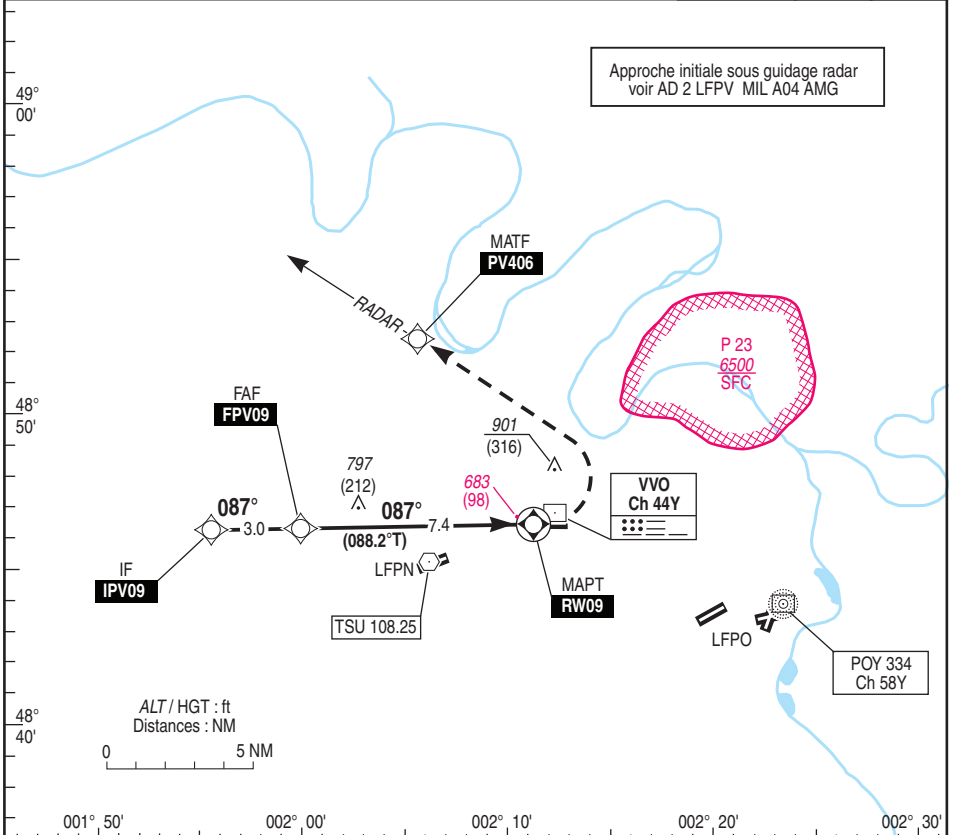 Approche initiale sous guidage radar
voir AD 2 LFPV MIL A04 AMG
49°
00'
MATF
PV406
RADAR
P 23
6500
SFC
FAF
FPV09
48°
50'
901
(316)
797
(212)
683
(98)
VVO
Ch 44Y
087°
3.0
087°
7.4
(088.2°T)
LFPN
IF
IPV09
MAPT
RW09
TSU 108.25
LFPO
POY 334
Ch 58Y
48°
40'
ALT / HGT : ft
Distances : NM
0 5 NM
001° 50' 002° 00' 002° 10' 002° 20' 002° 30'